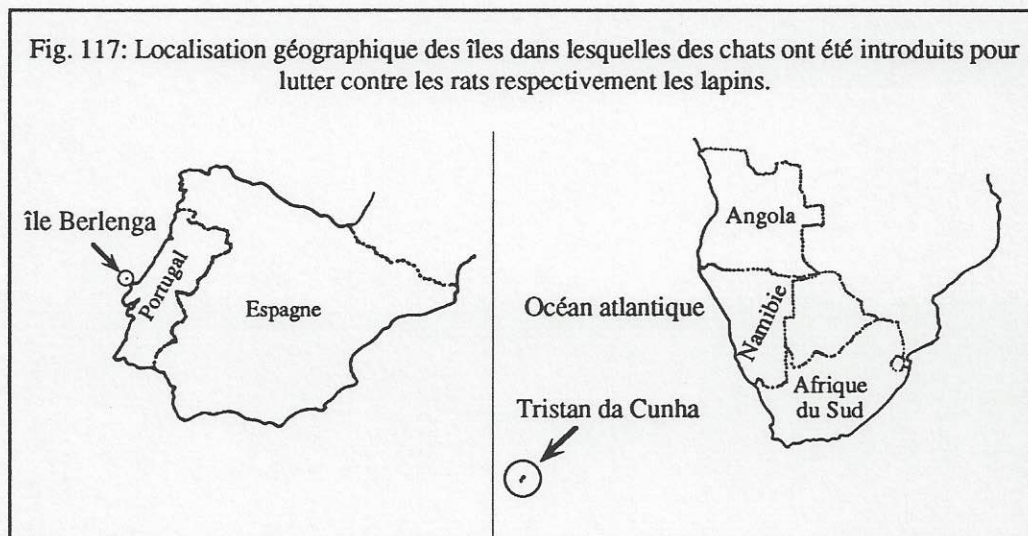 Fig. 117: Localisation géographique des îles dans lesquelles des chats ont été introduits pour
lutter contre les rats respectivement les lapins.
île Berlenga
Portugal
Espagne
Angola
Océan atlantique
Namibie
Afrique
du Sud
Tristan da Cunha